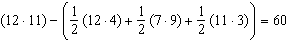 (12 · 11) − (1/2 (12 · 4) + 1/2 (7 · 9) + 1/2 (11 · 3)) = 60